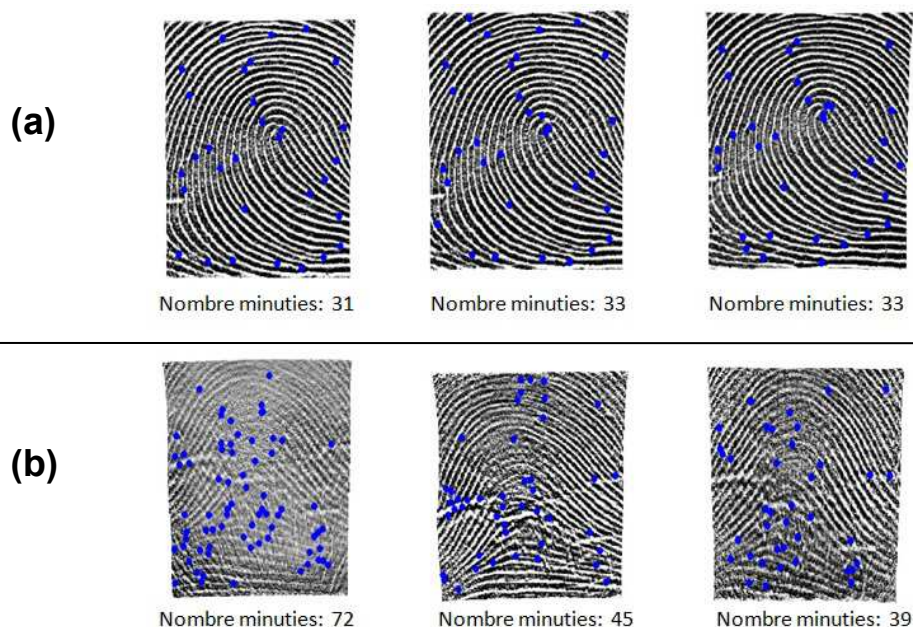 (a)
Nombre minuties: 31
Nombre minuties: 33
Nombre minuties: 33
(b)
Nombre minuties: 72
Nombre minuties: 45
Nombre minuties: 39